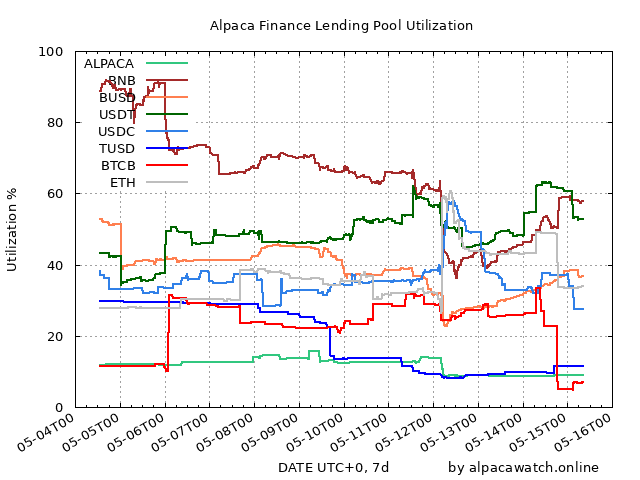 Alpaca Finance Lending Pool Utilization
100
80
60
40
20
0
Utilization %
ALPACA
BNB
BUSD
USDT
USDC
TUSD
BTCB
ETH
05-04T00
05-05T00
05-06T00
05-07T00
05-08T00
05-09T00
05-10T00
05-11T00
05-12T00
05-13T00
05-14T00
05-15T00
05-16T00
DATE UTC+0, 7d
by alpacawatch.online